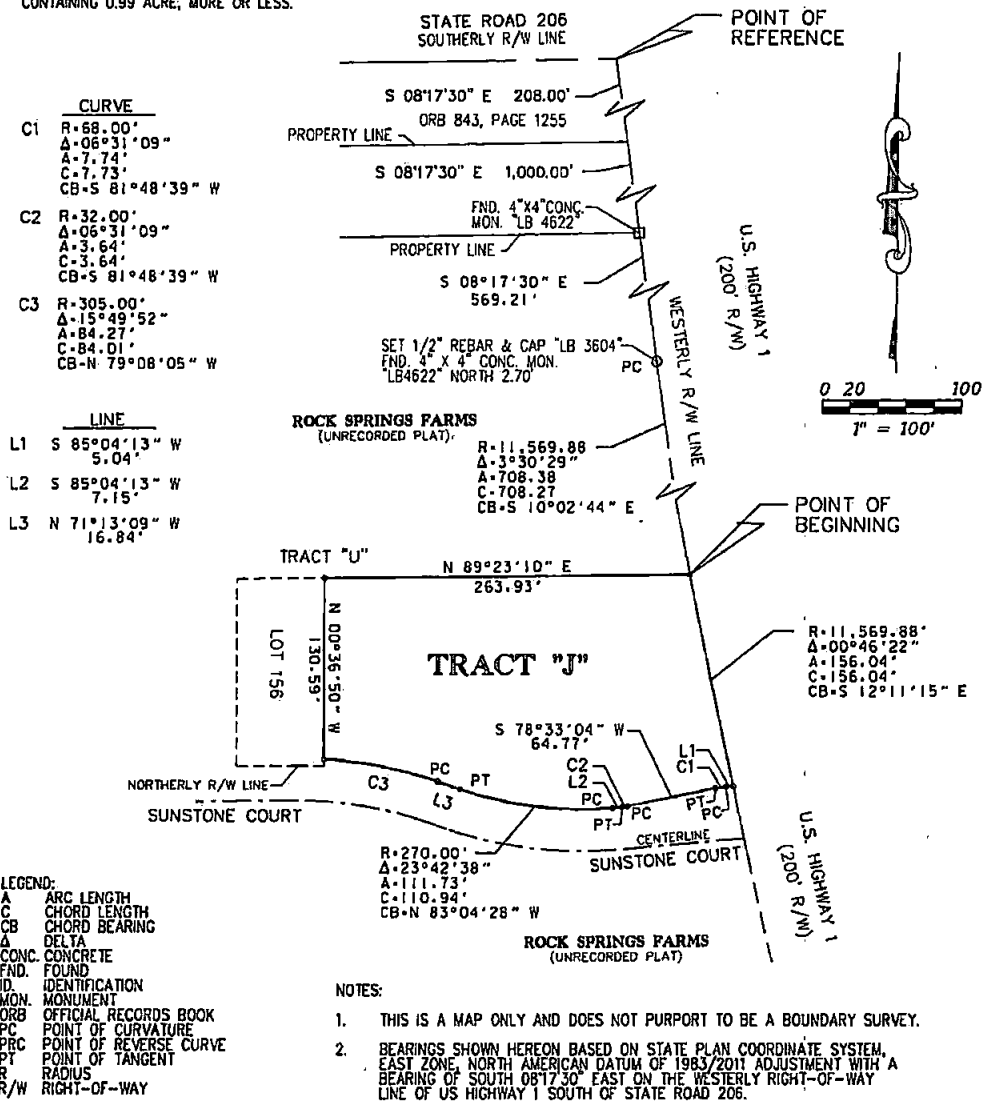 CONTAINING 0.99 ACRE, MORE OR LESS.
STATE ROAD 206
SOUTHERLY R/W LINE
POINT OF
REFERENCE
S 08°17'30" E 208.00'
ORB 843, PAGE 1255
PROPERTY LINE
S 08°17'30" E 1,000.00'
FND. 4"X4"CONC.
MON. "LB 4622"
PROPERTY LINE
S 08°17'30" E
569.21'
U.S. HIGHWAY 1
(200' R/W)
WESTERLY R/W LINE
SET 1/2" REBAR & CAP "LB 3604"
FND. 4" X 4" CONC. MON.
"LB4622" NORTH 2.70'
PC
0 20 100
1" = 100'
CURVE
C1 R=68.00'
Δ=06°31'09"
A=7.74'
C=7.73'
CB=S 81°48'39" W
C2 R=32.00'
Δ=06°31'09"
A=3.64'
C=3.64'
CB=S 81°48'39" W
C3 R=305.00'
Δ=15°49'52"
A=84.27'
C=84.01'
CB=N 79°08'05" W
LINE
L1 S 85°04'13" W
5.04'
L2 S 85°04'13" W
7.15'
L3 N 71°13'09" W
16.84'
ROCK SPRINGS FARMS
(UNRECORDED PLAT)
R=11,569.88
Δ=3°30'29"
A=708.38
C=708.27
CB=S 10°02'44" E
POINT OF
BEGINNING
TRACT "U"
N 89°23'10" E
263.93'
LOT 156
N 00°36'50" W
130.59'
TRACT "J"
R=11,569.88'
Δ=00°46'22"
A=156.04'
C=156.04'
CB=S 12°11'15" E
S 78°33'04" W
64.77'
L1
C1
C2
L2
PC
PT
PC
PT
PC
NORTHERLY R/W LINE
C3
PC
PT
L3
SUNSTONE COURT
CENTERLINE
SUNSTONE COURT
U.S. HIGHWAY 1
(200' R/W)
R=270.00'
Δ=23°42'38"
A=111.73'
C=110.94'
CB=N 83°04'28" W
ROCK SPRINGS FARMS
(UNRECORDED PLAT)
LEGEND:
A ARC LENGTH
C CHORD LENGTH
CB CHORD BEARING
Δ DELTA
CONC. CONCRETE
FND. FOUND
ID. IDENTIFICATION
MON. MONUMENT
ORB OFFICIAL RECORDS BOOK
PC POINT OF CURVATURE
PRC POINT OF REVERSE CURVE
PT POINT OF TANGENT
R RADIUS
R/W RIGHT-OF-WAY
NOTES:
1. THIS IS A MAP ONLY AND DOES NOT PURPORT TO BE A BOUNDARY SURVEY.
2. BEARINGS SHOWN HEREON BASED ON STATE PLAN COORDINATE SYSTEM,
EAST ZONE, NORTH AMERICAN DATUM OF 1983/2011 ADJUSTMENT WITH A
BEARING OF SOUTH 08°17'30" EAST ON THE WESTERLY RIGHT-OF-WAY
LINE OF US HIGHWAY 1 SOUTH OF STATE ROAD 206.